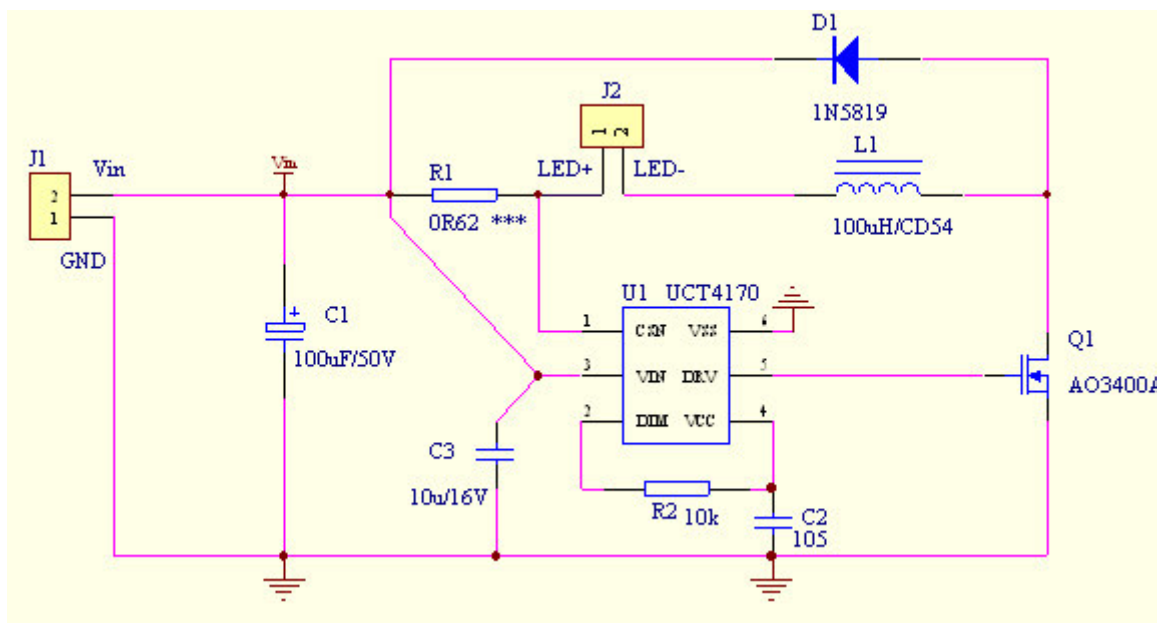 D1
1N5819
J2
1
2
L1
100uH/CD54
J1
Vin
Vin
2
1
GND
R1
LED+
LED-
0R62 ***
C1
+
100uF/50V
U1 UCT4170
1 CSN VSS 6
3 VIN DRV 5
2 DIM VCC 4
Q1
AO3400A
C3
10u/16V
R2 10k
C2
105